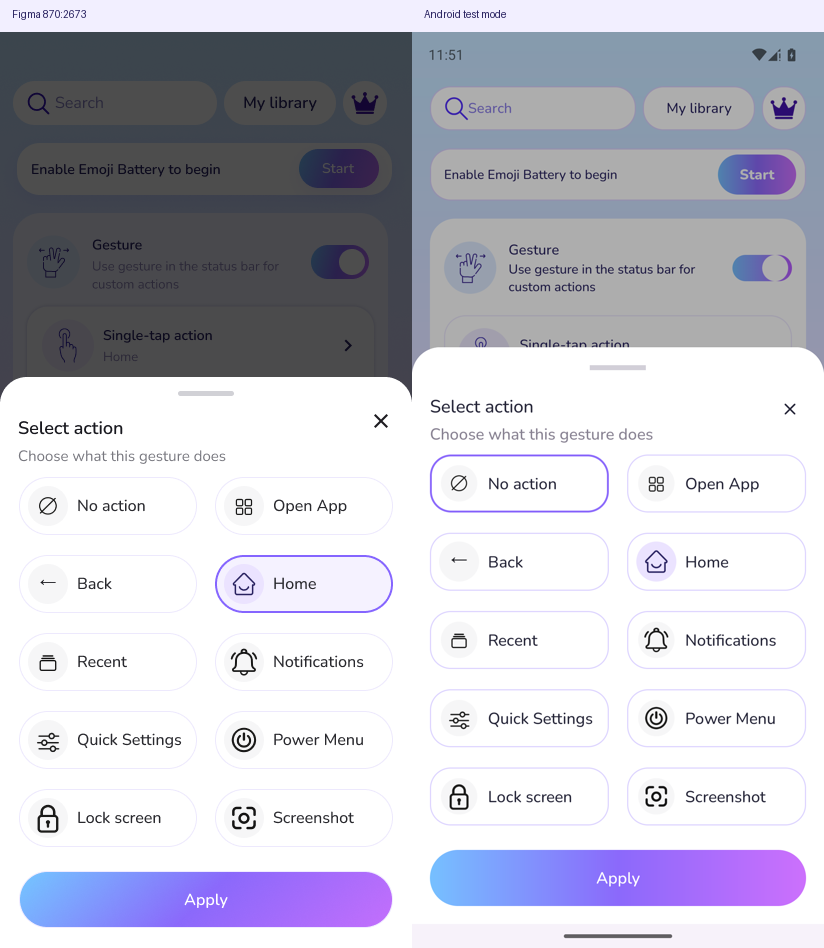 Figma 870:2673
Search
My library
Enable Emoji Battery to begin
Start
Gesture
Use gesture in the status bar for
custom actions
Single-tap action
Home
Select action
Choose what this gesture does
No action
Open App
Back
Home
Recent
Notifications
Quick Settings
Power Menu
Lock screen
Screenshot
Apply
Android test mode
11:51
Search
My library
Enable Emoji Battery to begin
Start
Gesture
Use gesture in the status bar for
custom actions
Single-tap action
Select action
Choose what this gesture does
No action
Open App
Back
Home
Recent
Notifications
Quick Settings
Power Menu
Lock screen
Screenshot
Apply